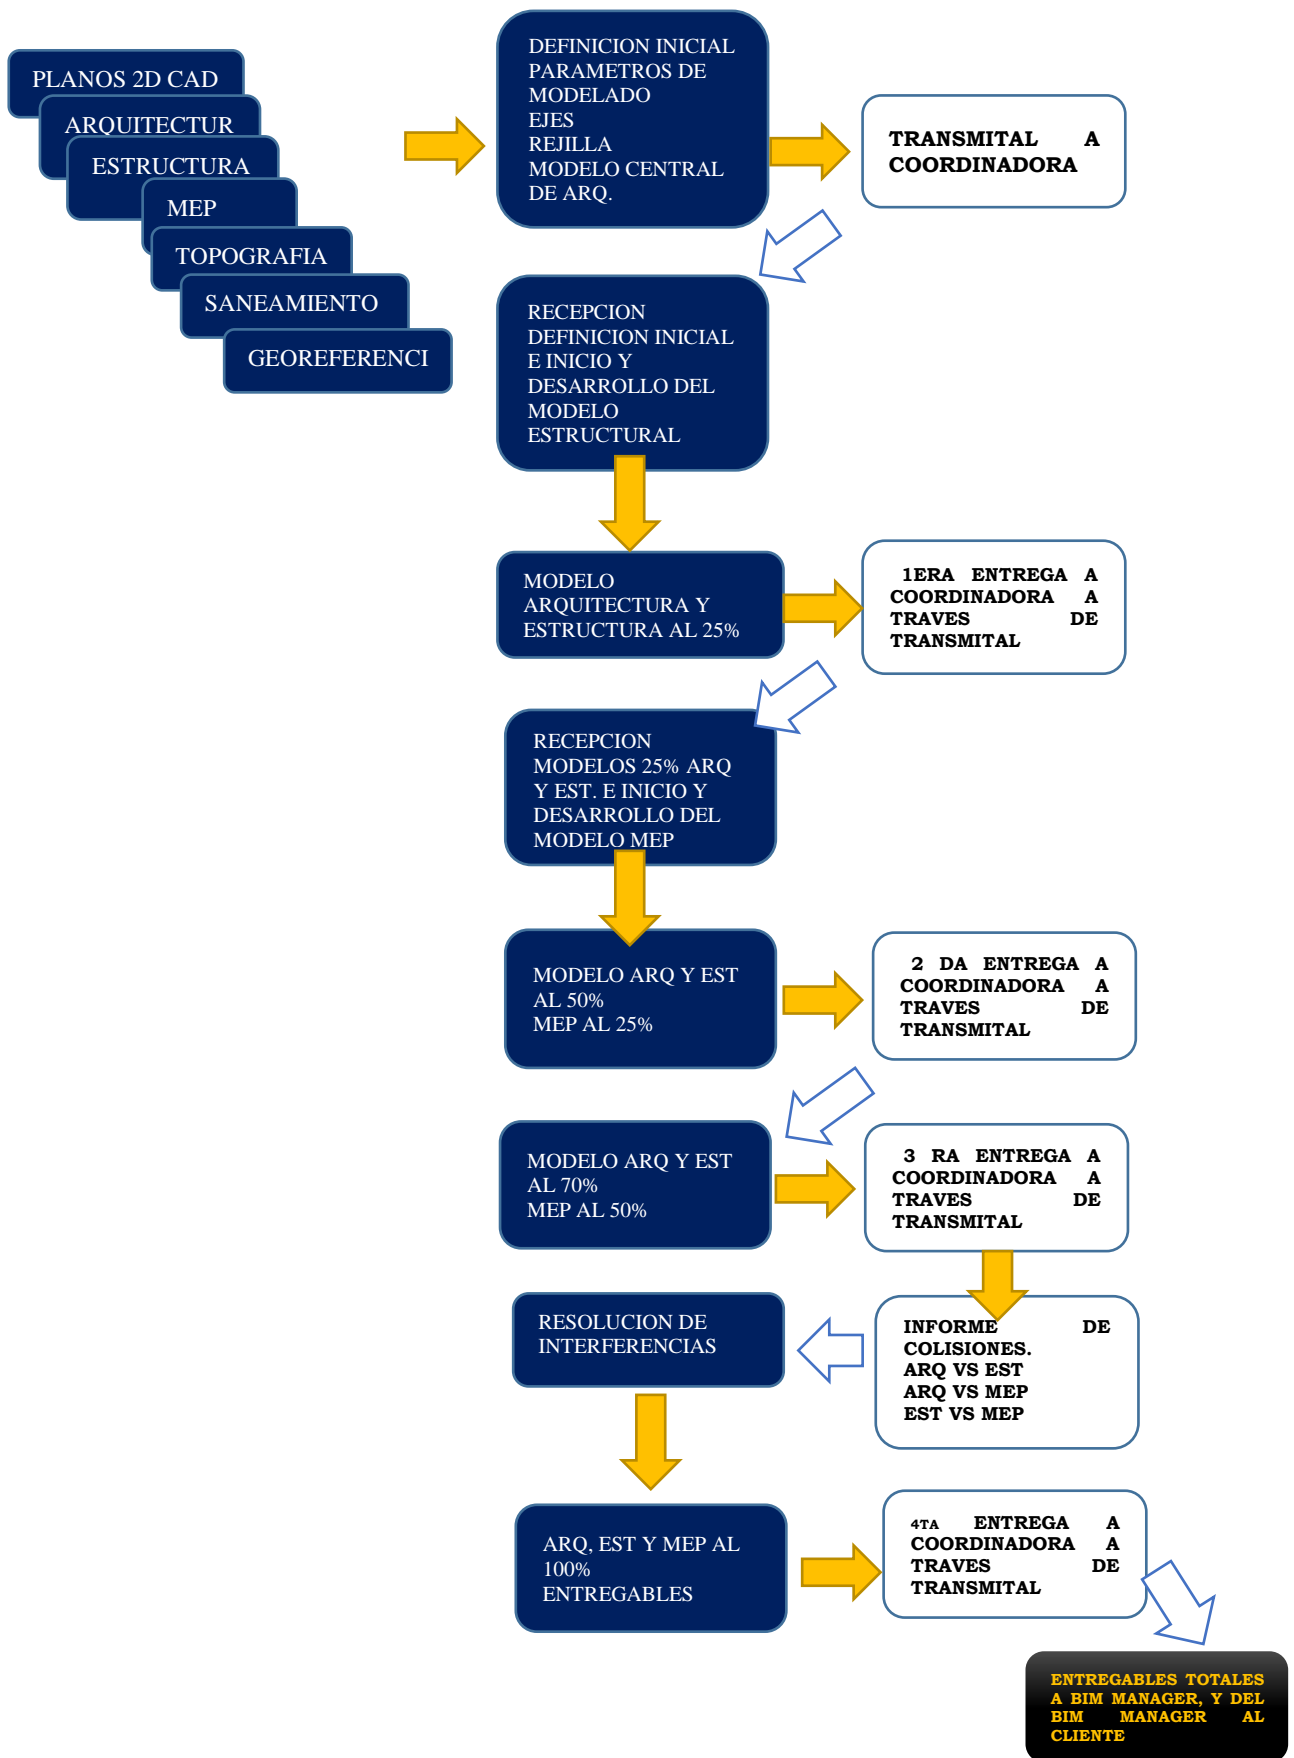 PLANOS 2D CAD
ARQUITECTUR
ESTRUCTURA
MEP
TOPOGRAFIA
SANEAMIENTO
GEOREFERENCI
DEFINICION INICIAL
PARAMETROS DE
MODELADO
EJES
REJILLA
MODELO CENTRAL
DE ARQ.
TRANSMITAL A
COORDINADORA
RECEPCION
DEFINICION INICIAL
E INICIO Y
DESARROLLO DEL
MODELO
ESTRUCTURAL
MODELO
ARQUITECTURA Y
ESTRUCTURA AL 25%
1ERA ENTREGA A
COORDINADORA A
TRAVES DE
TRANSMITAL
RECEPCION
MODELOS 25% ARQ
Y EST. E INICIO Y
DESARROLLO DEL
MODELO MEP
MODELO ARQ Y EST
AL 50%
MEP AL 25%
2 DA ENTREGA A
COORDINADORA A
TRAVES DE
TRANSMITAL
MODELO ARQ Y EST
AL 70%
MEP AL 50%
3 RA ENTREGA A
COORDINADORA A
TRAVES DE
TRANSMITAL
RESOLUCION DE
INTERFERENCIAS
INFORME DE
COLISIONES.
ARQ VS EST
ARQ VS MEP
EST VS MEP
ARQ, EST Y MEP AL
100%
ENTREGABLES
4TA ENTREGA A
COORDINADORA A
TRAVES DE
TRANSMITAL
ENTREGABLES TOTALES
A BIM MANAGER, Y DEL
BIM MANAGER AL
CLIENTE